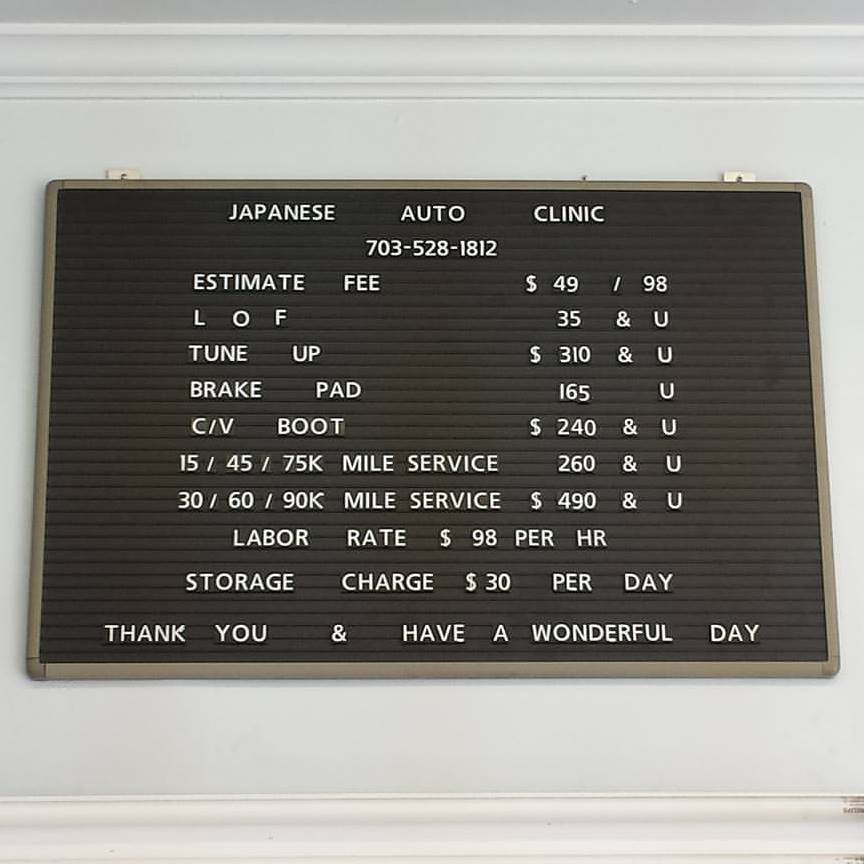 JAPANESE AUTO CLINIC
703-528-1812
ESTIMATE FEE $ 49 / 98
L O F 35 & U
TUNE UP $ 310 & U
BRAKE PAD 165 U
C/V BOOT $ 240 & U
15 / 45 / 75K MILE SERVICE 260 & U
30 / 60 / 90K MILE SERVICE $ 490 & U
LABOR RATE $ 98 PER HR
STORAGE CHARGE $ 30 PER DAY
THANK YOU & HAVE A WONDERFUL DAY